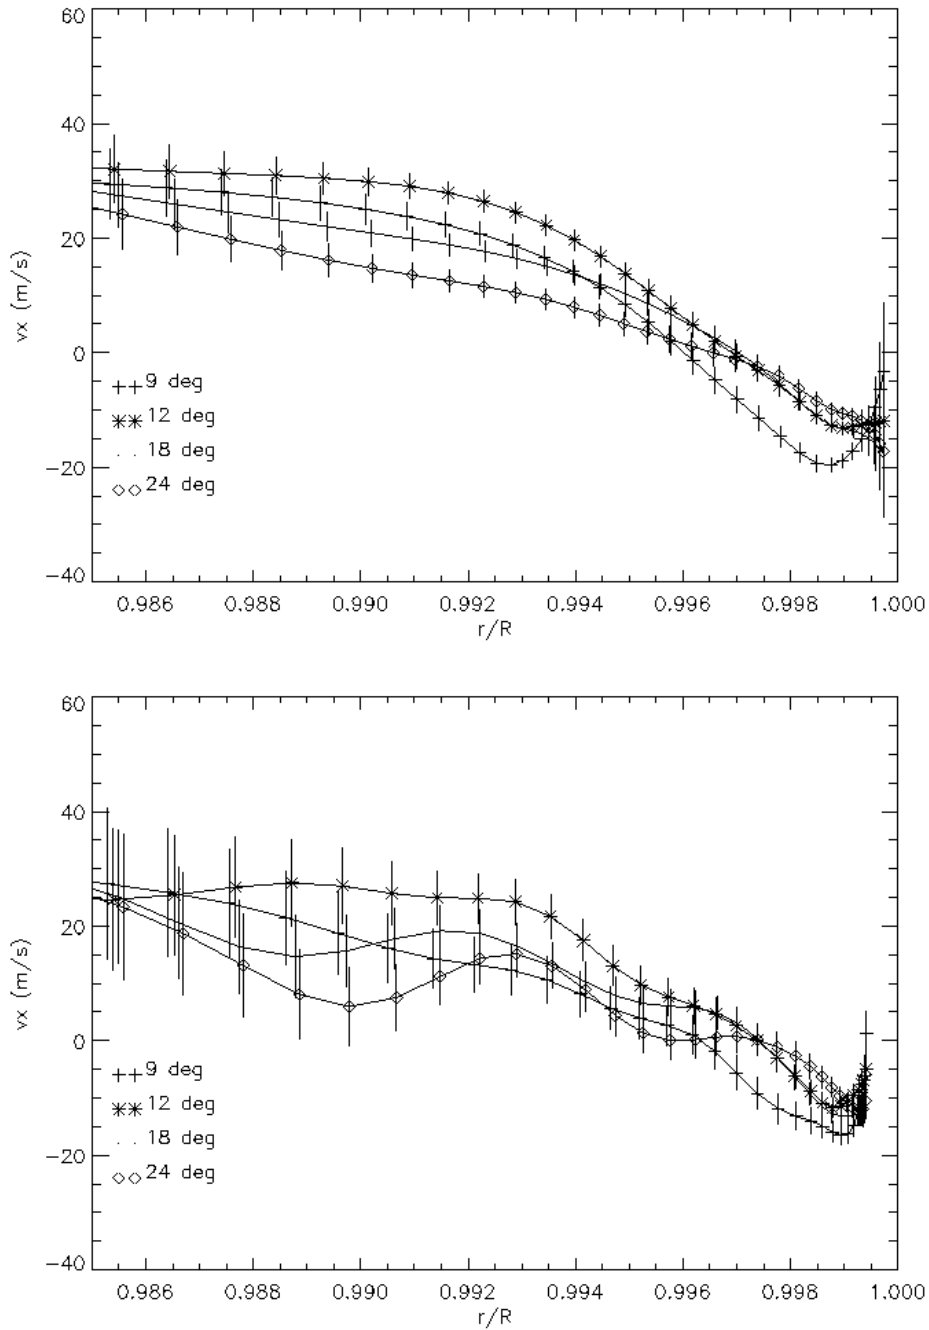 60
40
20
0
−20
−40
vx (m/s)
++ 9 deg
** 12 deg
.. 18 deg
◇◇ 24 deg
0.986 0.988 0.990 0.992 0.994 0.996 0.998 1.000
r/R
60
40
20
0
−20
−40
vx (m/s)
++ 9 deg
** 12 deg
.. 18 deg
◇◇ 24 deg
0.986 0.988 0.990 0.992 0.994 0.996 0.998 1.000
r/R